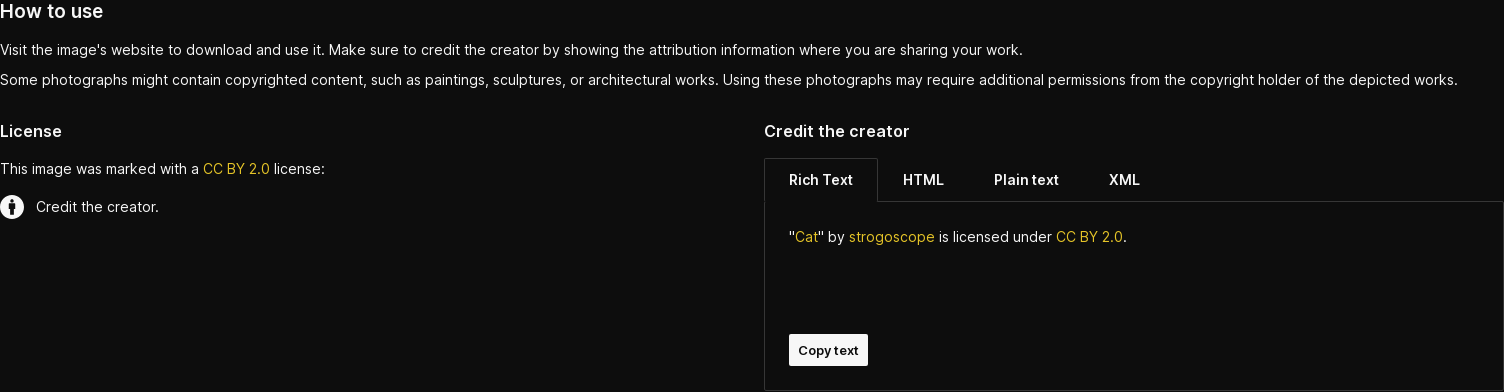 How to use
Visit the image's website to download and use it. Make sure to credit the creator by showing the attribution information where you are sharing your work.
Some photographs might contain copyrighted content, such as paintings, sculptures, or architectural works. Using these photographs may require additional permissions from the copyright holder of the depicted works.
License
This image was marked with a CC BY 2.0 license:
Credit the creator.
Credit the creator
Rich Text HTML Plain text XML
"Cat" by strogoscope is licensed under CC BY 2.0.
Copy text